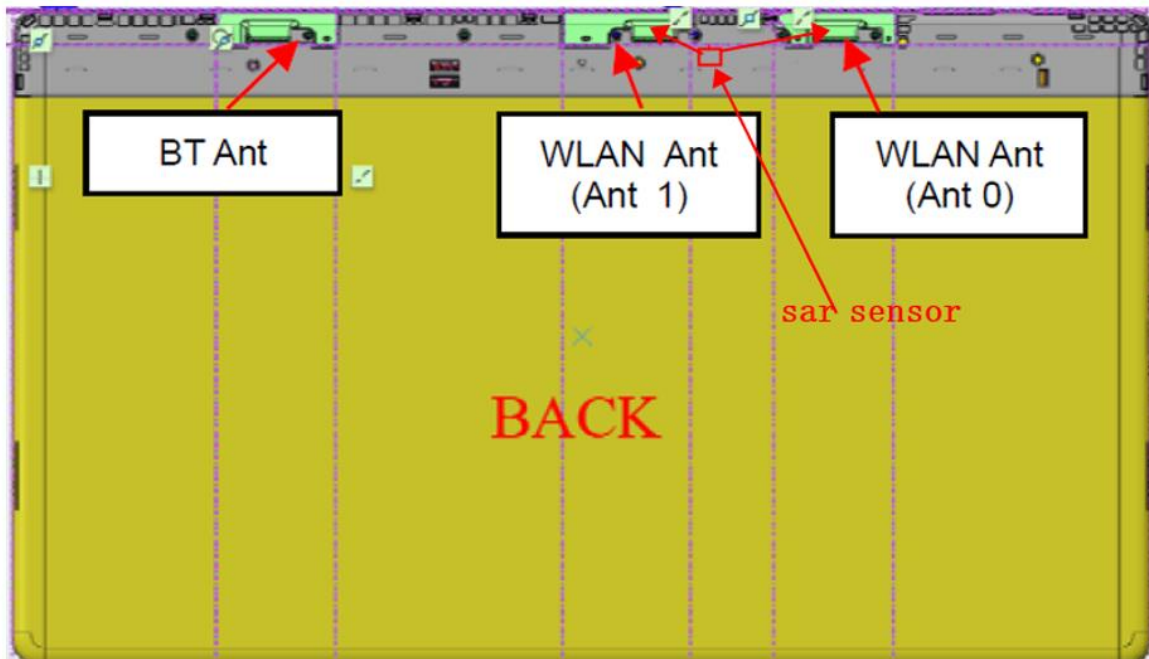 BT Ant
WLAN Ant
(Ant 1)
WLAN Ant
(Ant 0)
sar sensor
BACK